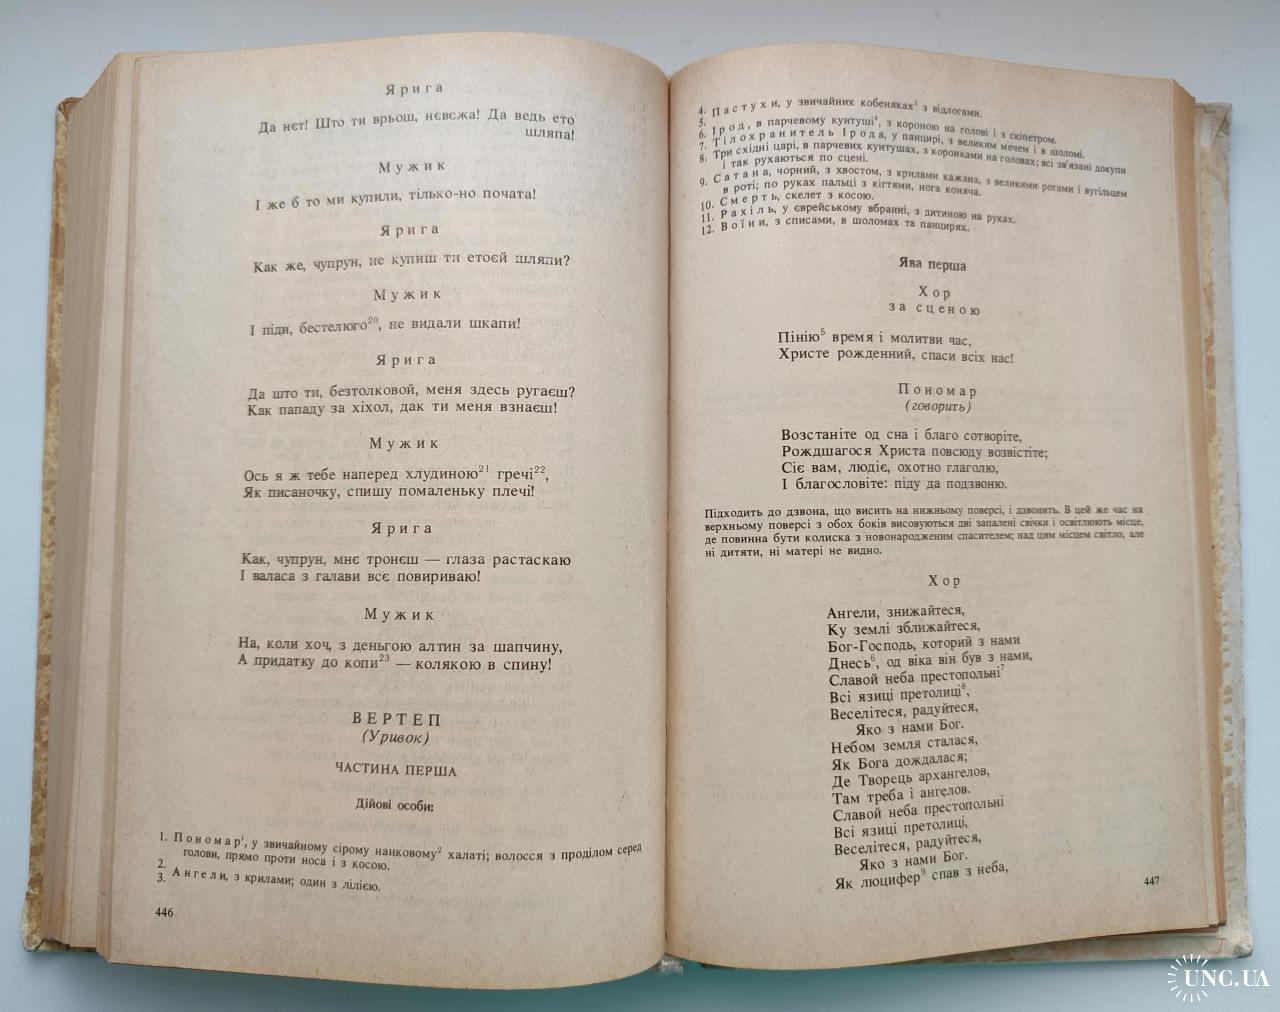 Ярига
Да нєт! Што ти врьош, нєвєжа! Да ведь ето
шляпа!
Мужик
І же б то ми купили, тілько-но почата!
Ярига
Как же, чупрун, не купиш ти етоєй шляпи?
Мужик
І піди, бестелюго20, не видали шкапи!
Ярига
Да што ти, безтолковой, меня здесь ругаєш?
Как пападу за хіхол, дак ти меня взнаєш!
Мужик
Ось я ж тебе наперед хлудиною21 гречі22,
Як писаночку, спишу помаленьку плечі!
Ярига
Как, чупрун, мнє тронєш — глаза растаскаю
І валаса з галави всє повириваю!
Мужик
На, коли хоч, з деньгою алтин за шапчину,
А придатку до копи23 — колякою в спину!
ВЕРТЕП
(Уривок)
ЧАСТИНА ПЕРША
Дійові особи:
1. Пономар1, у звичайному сірому нанковому2 халаті; волосся з проділом серед
голови, прямо проти носа і з косою.
2.
3. Ангели, з крилами; один з лілією.
446
4. Пастухи, у звичайних кобеняках3 з відлогами.
5.
6. Ірод, в парчевому кунтуші4, з короною на голові і з скіпетром.
7. Тілохранитель Ірода, у панцирі, з великим мечем і в шоломі.
8. Три східні царі, в парчевих кунтушах, з коронками на головах; всі зв'язані докупи
і так рухаються по сцені.
9. Сатана, чорний, з хвостом, з крилами кажана, з великими рогами і вугільцем
в роті; по руках пальці з кігтями, нога коняча.
10. Смерть, скелет з косою.
11. Рахіль, у єврейському вбранні, з дитиною на руках.
12. Воїни, з списами, в шоломах та панцирях.
Ява перша
Хор
за сценою
Пінію5 время і молитви час,
Христе рожденний, спаси всіх нас!
Пономар
(говорить)
Возстаніте од сна і благо сотворіте,
Рождшагося Христа повсюду возвістіте;
Сіє вам, людіє, охотно глаголю,
І благословіте: піду да подзвоню.
Підходить до дзвона, що висить на нижньому поверсі, і дзвонить. В цей же час на
верхньому поверсі з обох боків висовуються дві запалені свічки і освітлюють місце,
де повинна бути колиска з новонародженим спасителем; над цим місцем світло, але
ні дитяти, ні матері не видно.
Хор
Ангели, знижайтеся,
Ку землі зближайтеся,
Бог-Господь, которий з нами
Днесь6, од віка він був з нами,
Славой неба престопольні7
Всі язиці претолиці8,
Веселітеся, радуйтеся,
Яко з нами Бог.
Небом земля сталася,
Як Бога дождалася;
Де Творець архангелов,
Там треба і ангелов.
Славой неба престопольні
Всі язиці претолиці,
Веселітеся, радуйтеся,
Яко з нами Бог.
Як люцифер9 спав з неба,
447
UNC.UA